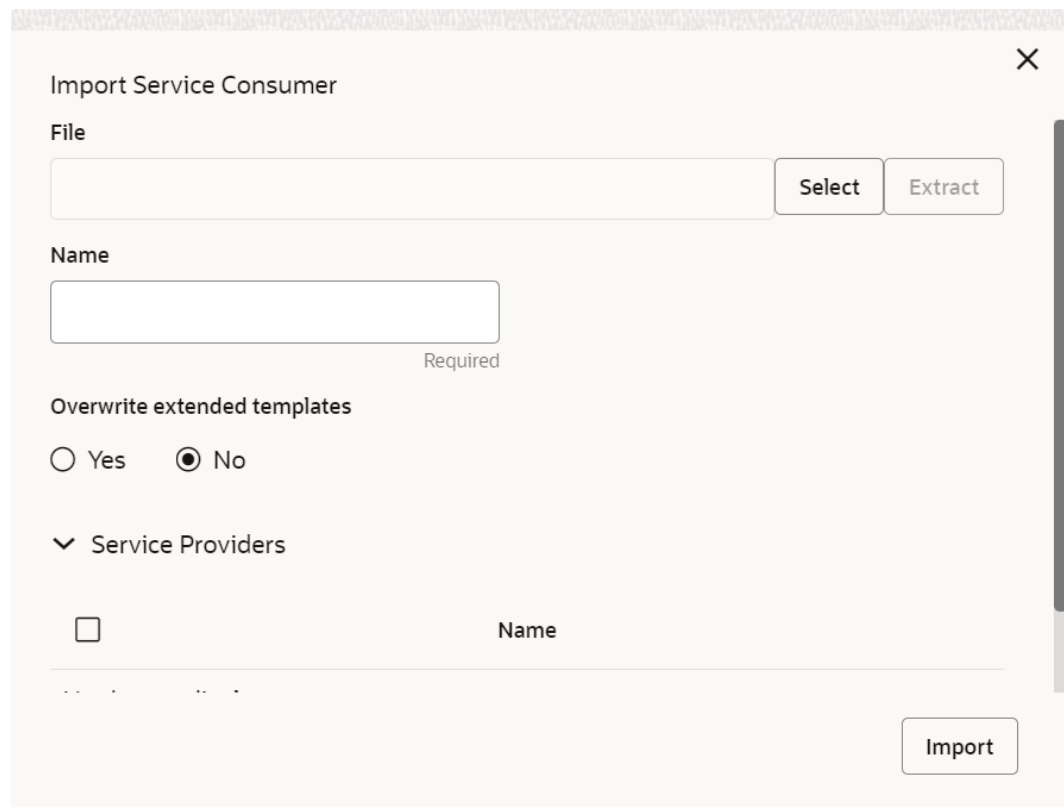 Import Service Consumer
File
Select Extract
Name
Required
Overwrite extended templates
Yes No
Service Providers
Name
Import